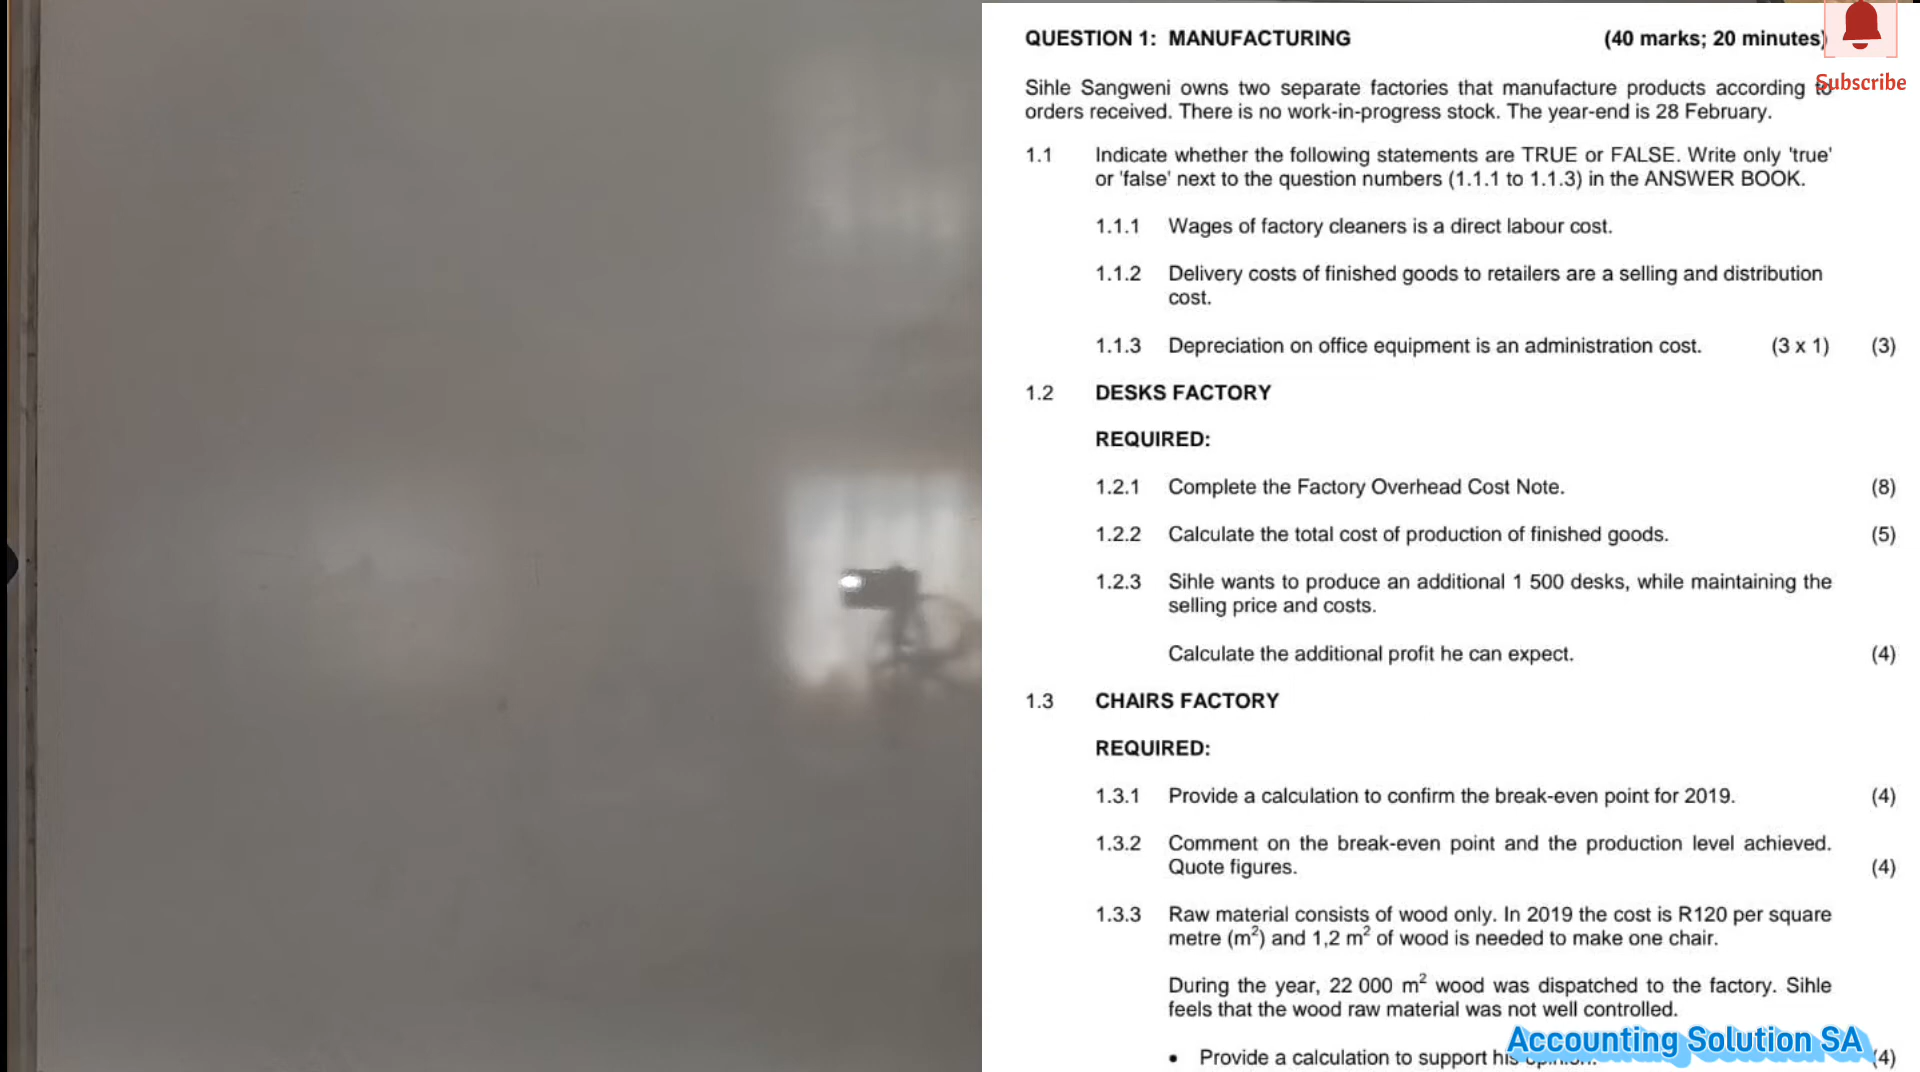 QUESTION 1: MANUFACTURING (40 marks; 20 minutes)
Subscribe
Sihle Sangweni owns two separate factories that manufacture products according to
orders received. There is no work-in-progress stock. The year-end is 28 February.
1.1 Indicate whether the following statements are TRUE or FALSE. Write only 'true'
or 'false' next to the question numbers (1.1.1 to 1.1.3) in the ANSWER BOOK.
1.1.1 Wages of factory cleaners is a direct labour cost.
1.1.2 Delivery costs of finished goods to retailers are a selling and distribution
cost.
1.1.3 Depreciation on office equipment is an administration cost. (3 x 1) (3)
1.2 DESKS FACTORY
REQUIRED:
1.2.1 Complete the Factory Overhead Cost Note. (8)
1.2.2 Calculate the total cost of production of finished goods. (5)
1.2.3 Sihle wants to produce an additional 1 500 desks, while maintaining the
selling price and costs.
Calculate the additional profit he can expect. (4)
1.3 CHAIRS FACTORY
REQUIRED:
1.3.1 Provide a calculation to confirm the break-even point for 2019. (4)
1.3.2 Comment on the break-even point and the production level achieved.
Quote figures. (4)
1.3.3 Raw material consists of wood only. In 2019 the cost is R120 per square
metre (m²) and 1,2 m² of wood is needed to make one chair.
During the year, 22 000 m² wood was dispatched to the factory. Sihle
feels that the wood raw material was not well controlled.
• Provide a calculation to support his (4)
Accounting Solution SA